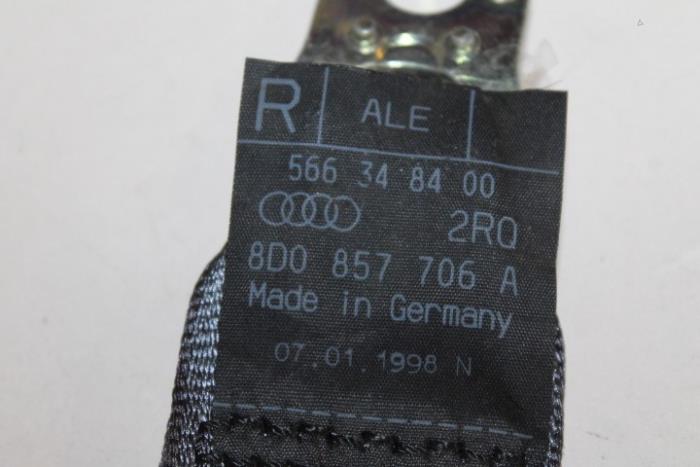 R ALE
566 34 84 00
2RQ
8D0 857 706 A
Made in Germany
07.01.1998 N